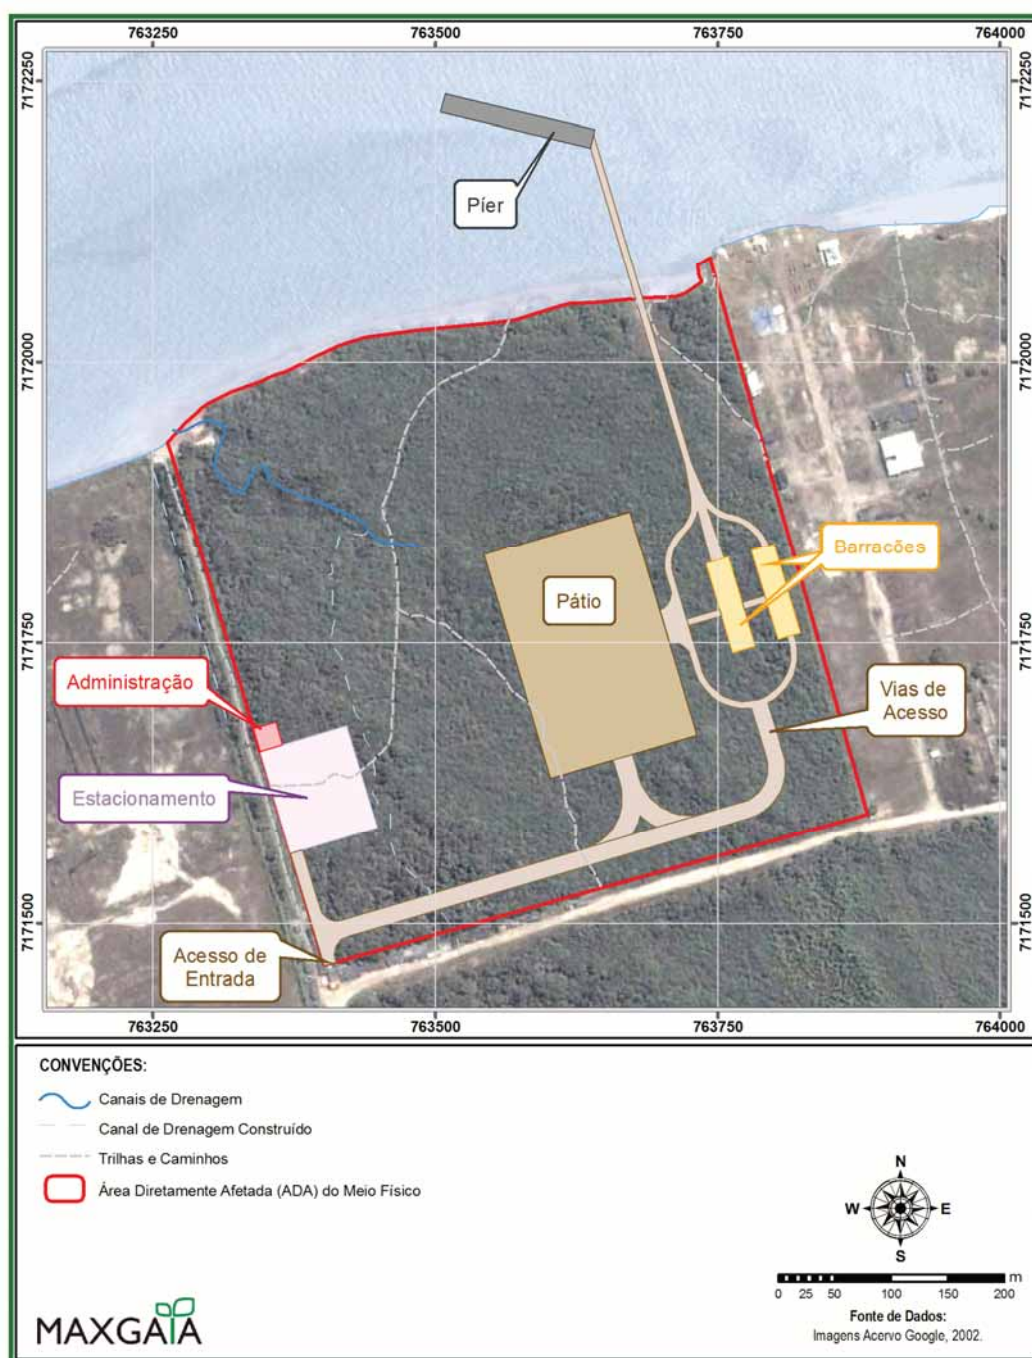 763250
763500
763750
764000
7172250
7172250
Píer
7172000
7172000
Barracões
Pátio
7171750
7171750
Administração
Vias de
Acesso
Estacionamento
7171500
7171500
Acesso de
Entrada
763250
763500
763750
764000
CONVENÇÕES:
Canais de Drenagem
Canal de Drenagem Construído
Trilhas e Caminhos
Área Diretamente Afetada (ADA) do Meio Físico
N
W
E
S
m
0 25 50 100 150 200
Fonte de Dados:
Imagens Acervo Google, 2002.
MAXGAIA